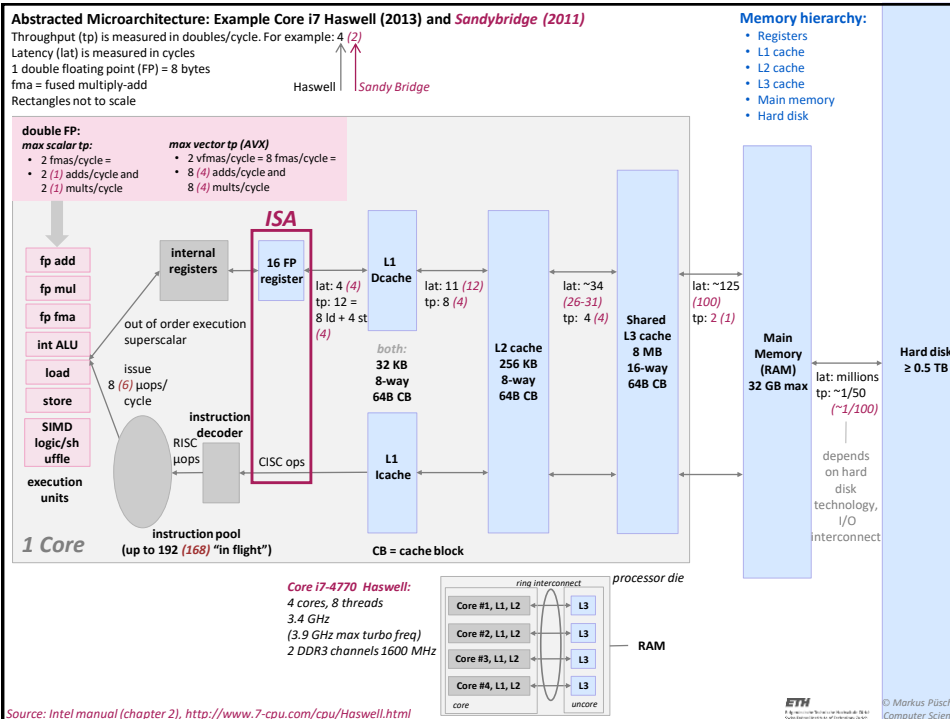 Abstracted Microarchitecture: Example Core i7 Haswell (2013) and Sandybridge (2011)
Throughput (tp) is measured in doubles/cycle. For example: 4 (2)
Latency (lat) is measured in cycles
1 double floating point (FP) = 8 bytes
fma = fused multiply-add
Rectangles not to scale
Haswell
Sandy Bridge
Memory hierarchy:
• Registers
• L1 cache
• L2 cache
• L3 cache
• Main memory
• Hard disk
double FP:
max scalar tp:
• 2 fmas/cycle =
• 2 (1) adds/cycle and
2 (1) mults/cycle
max vector tp (AVX)
• 2 vfmas/cycle = 8 fmas/cycle =
• 8 (4) adds/cycle and
8 (4) mults/cycle
ISA
fp add
fp mul
fp fma
int ALU
load
store
SIMD
logic/sh
uffle
execution
units
internal
registers
16 FP
register
out of order execution
superscalar
issue
8 (6) µops/
cycle
RISC
µops
instruction
decoder
CISC ops
instruction pool
(up to 192 (168) “in flight”)
1 Core
lat: 4 (4)
tp: 12 =
8 ld + 4 st
(4)
L1
Dcache
both:
32 KB
8-way
64B CB
L1
Icache
CB = cache block
lat: 11 (12)
tp: 8 (4)
L2 cache
256 KB
8-way
64B CB
lat: ~34
(26-31)
tp: 4 (4)
Shared
L3 cache
8 MB
16-way
64B CB
lat: ~125
(100)
tp: 2 (1)
Main
Memory
(RAM)
32 GB max
lat: millions
tp: ~1/50
(~1/100)
depends
on hard
disk
technology,
I/O
interconnect
Hard disk
≥ 0.5 TB
Core i7-4770 Haswell:
4 cores, 8 threads
3.4 GHz
(3.9 GHz max turbo freq)
2 DDR3 channels 1600 MHz
processor die
ring interconnect
Core #1, L1, L2
L3
Core #2, L1, L2
L3
Core #3, L1, L2
L3
Core #4, L1, L2
L3
core
uncore
RAM
Source: Intel manual (chapter 2), http://www.7-cpu.com/cpu/Haswell.html
ETH
© Markus Püsch
Computer Scien